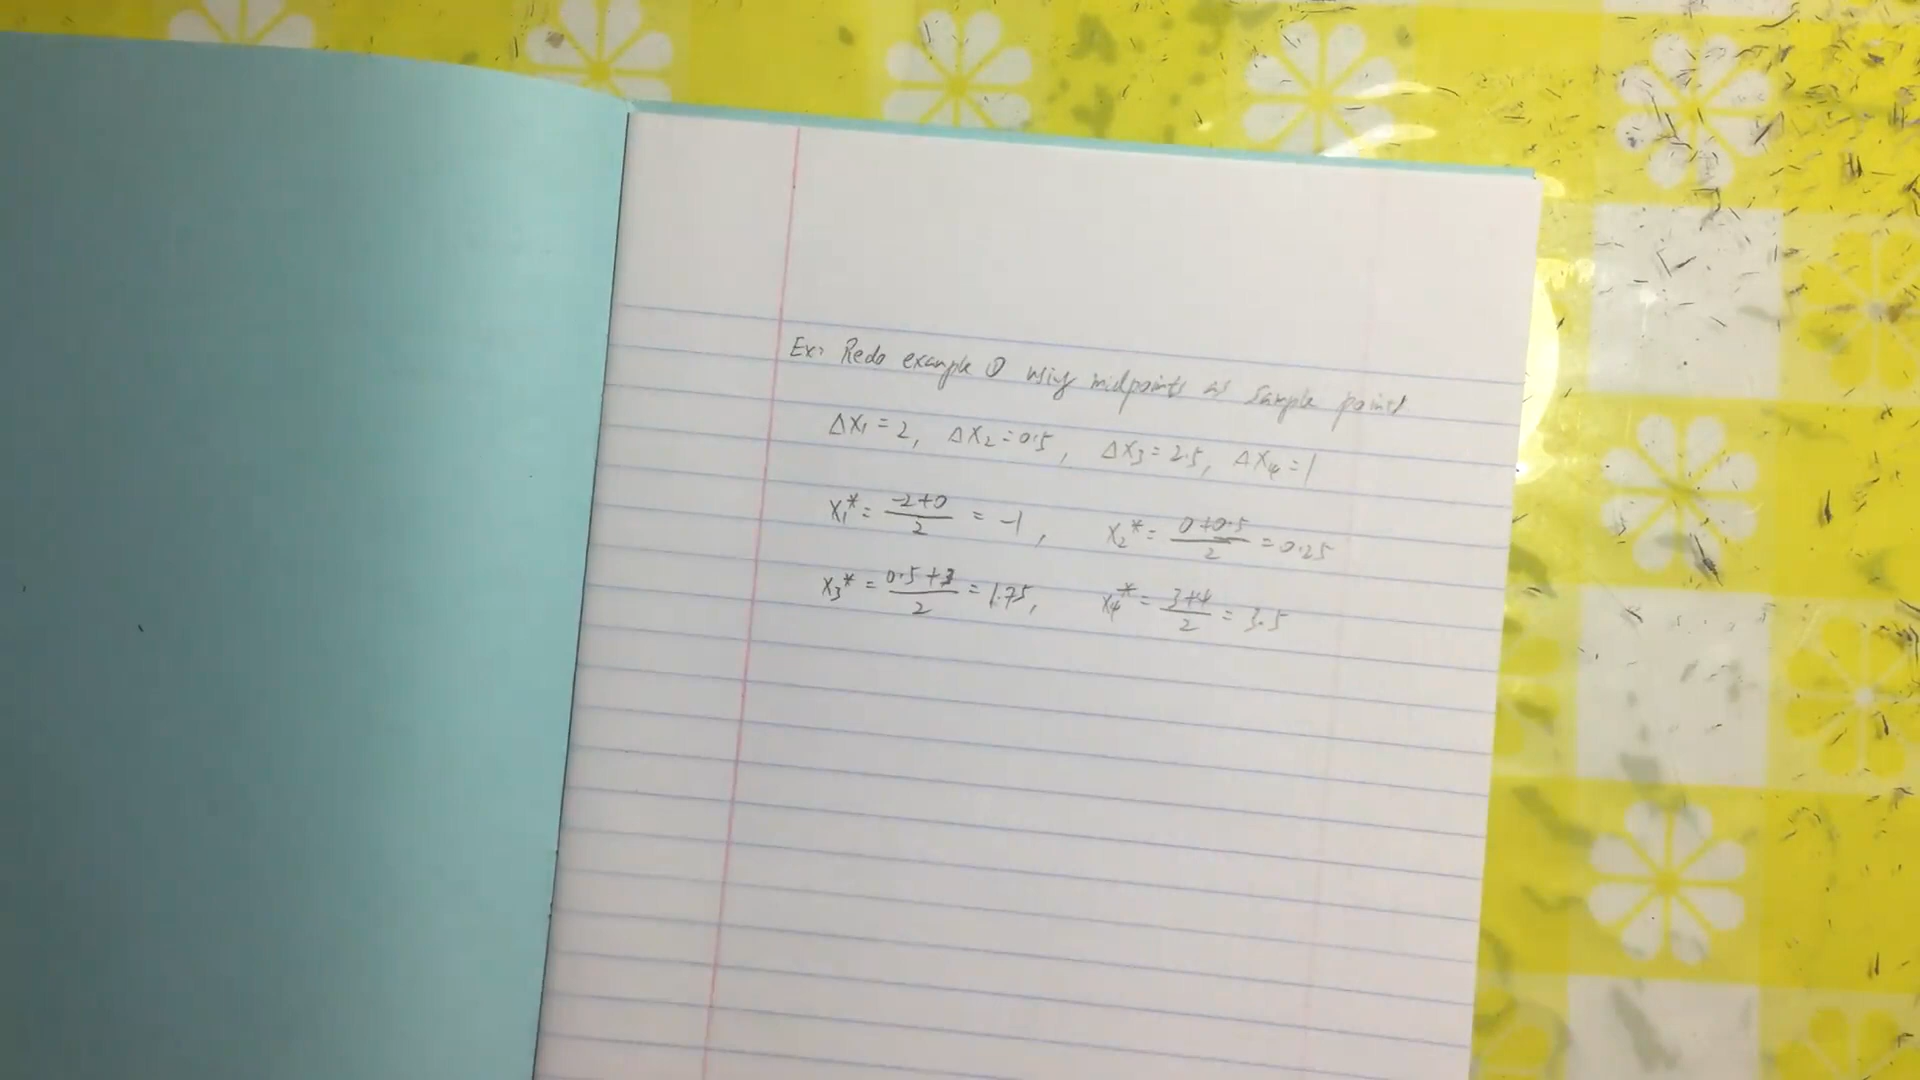 Ex: Redo example ① using midpoints as sample points
Δx₁ = 2, Δx₂ = 0.5, Δx₃ = 2.5, Δx₄ = 1
x₁* = (-2+0)/2 = -1, x₂* = (0+0.5)/2 = 0.25
x₃* = (0.5+3)/2 = 1.75, x₄* = (3+4)/2 = 3.5